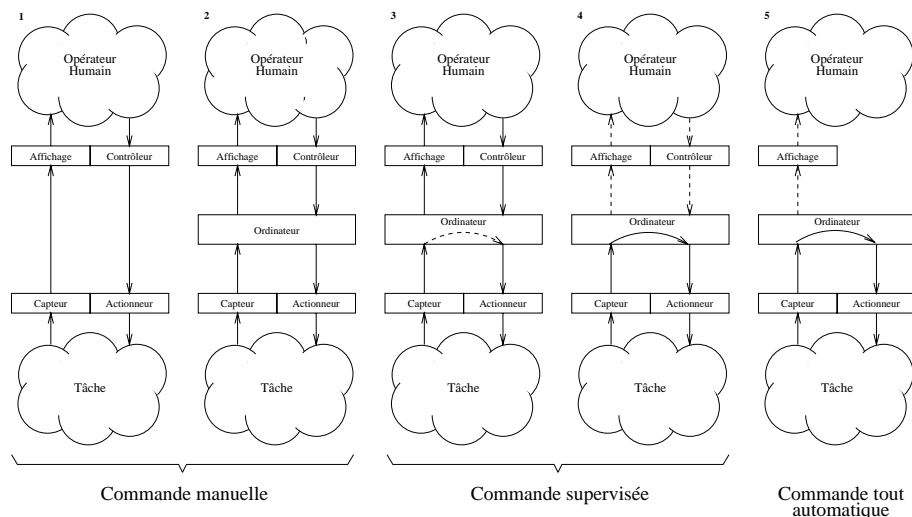 1 2 3 4 5
Opérateur Opérateur Opérateur Opérateur Opérateur
Humain Humain Humain Humain Humain
Affichage Contrôleur Affichage Contrôleur Affichage Contrôleur Affichage Contrôleur Affichage
Ordinateur Ordinateur Ordinateur Ordinateur
Capteur Actionneur Capteur Actionneur Capteur Actionneur Capteur Actionneur Capteur Actionneur
Tâche Tâche Tâche Tâche Tâche
Commande manuelle Commande supervisée Commande tout
automatique